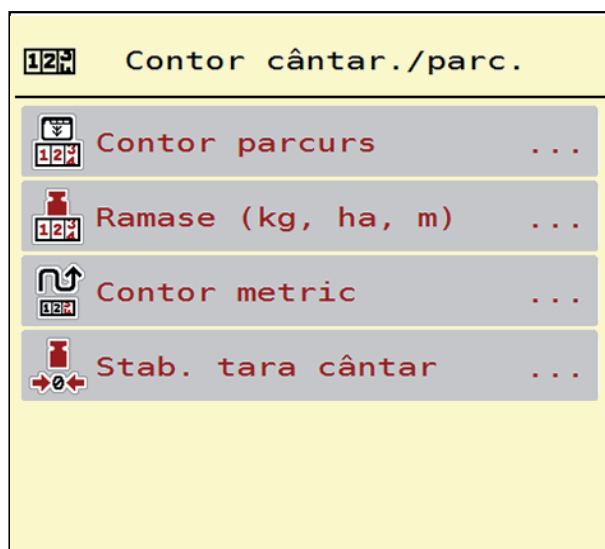 Contor cântar./parc.
Contor parcurs ...
Ramase (kg, ha, m) ...
Contor metric ...
Stab. tara cântar ...